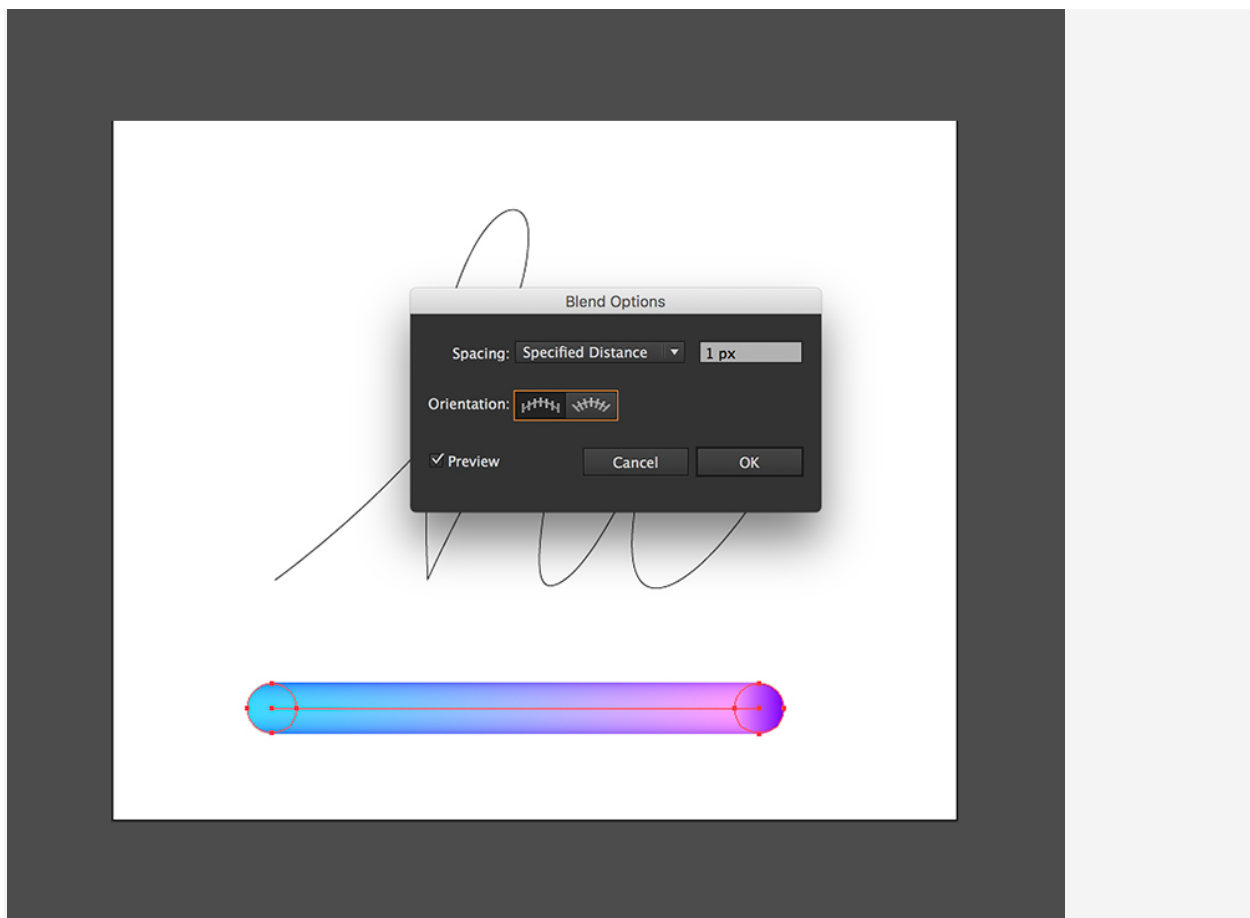 Blend Options
Spacing: Specified Distance 1 px
Orientation:
Preview Cancel OK